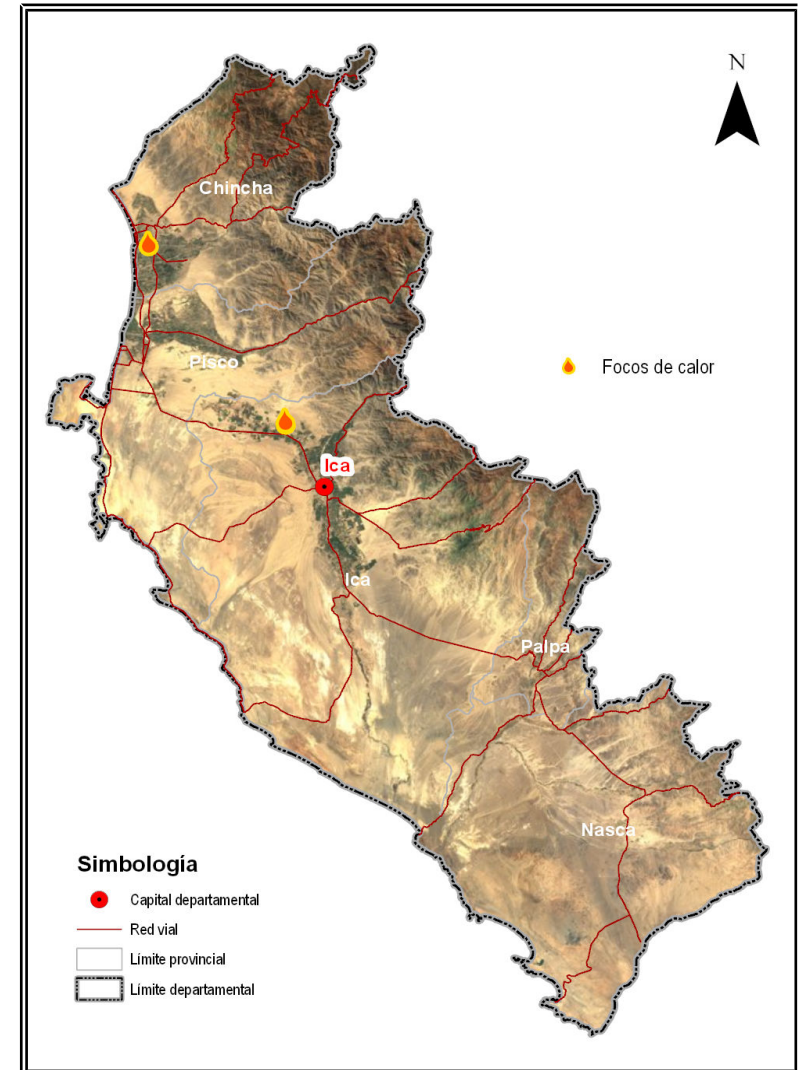 N
Chincha
Focos de calor
Pisco
Ica
Ica
Palpa
Nasca
Simbología
Capital departamental
Red vial
Límite provincial
Límite departamental